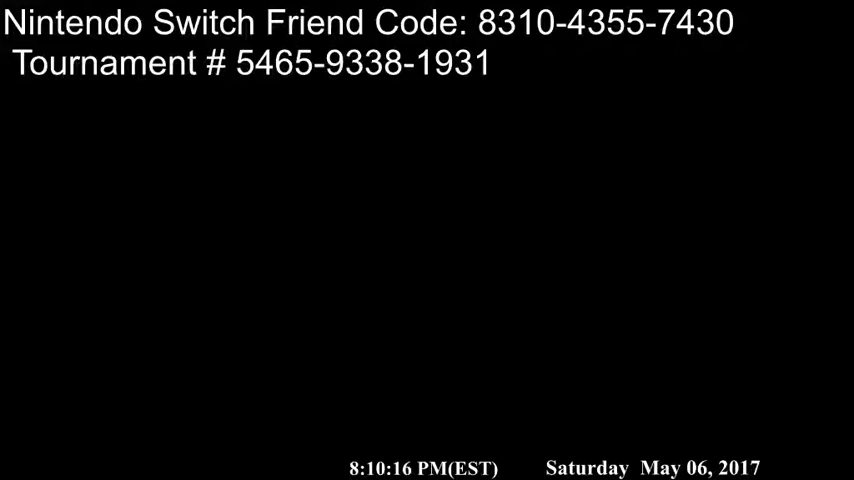 Nintendo Switch Friend Code: 8310-4355-7430
Tournament # 5465-9338-1931
8:10:16 PM(EST) Saturday May 06, 2017